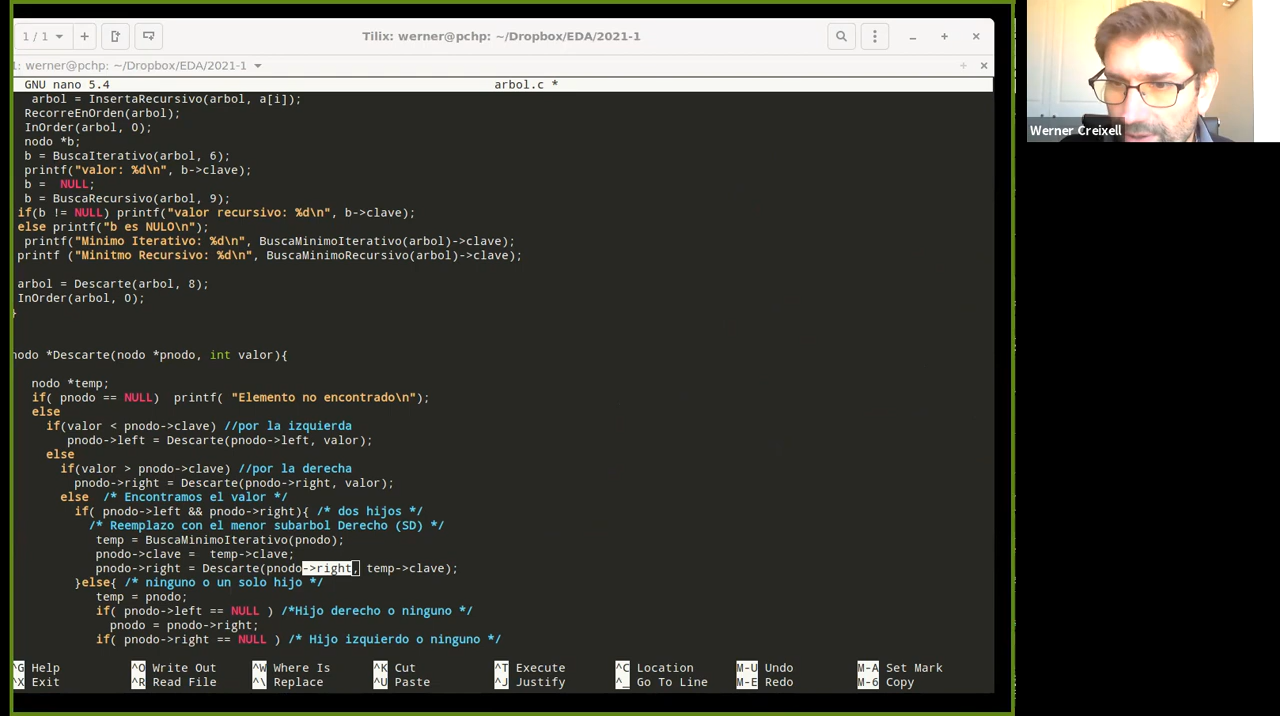 1 / 1
Tilix: werner@pchp: ~/Dropbox/EDA/2021-1
1: werner@pchp: ~/Dropbox/EDA/2021-1
GNU nano 5.4 arbol.c *
arbol = InsertaRecursivo(arbol, a[i]);
RecorreEnOrden(arbol);
InOrder(arbol, 0);
nodo *b;
b = BuscaIterativo(arbol, 6);
printf("valor: %d\n", b->clave);
b =  NULL;
b = BuscaRecursivo(arbol, 9);
if(b != NULL) printf("valor recursivo: %d\n", b->clave);
else printf("b es NULO\n");
printf("Minimo Iterativo: %d\n", BuscaMinimoIterativo(arbol)->clave);
printf ("Minitmo Recursivo: %d\n", BuscaMinimoRecursivo(arbol)->clave);
arbol = Descarte(arbol, 8);
InOrder(arbol, 0);
}
nodo *Descarte(nodo *pnodo, int valor){
nodo *temp;
if( pnodo == NULL)  printf( "Elemento no encontrado\n");
else
if(valor < pnodo->clave) //por la izquierda
pnodo->left = Descarte(pnodo->left, valor);
else
if(valor > pnodo->clave) //por la derecha
pnodo->right = Descarte(pnodo->right, valor);
else  /* Encontramos el valor */
if( pnodo->left && pnodo->right){ /* dos hijos */
/* Reemplazo con el menor subarbol Derecho (SD) */
temp = BuscaMinimoIterativo(pnodo);
pnodo->clave =  temp->clave;
pnodo->right = Descarte(pnodo->right, temp->clave);
}else{ /* ninguno o un solo hijo */
temp = pnodo;
if( pnodo->left == NULL ) /*Hijo derecho o ninguno */
pnodo = pnodo->right;
if( pnodo->right == NULL ) /* Hijo izquierdo o ninguno */
^G Help ^O Write Out ^W Where Is ^K Cut ^T Execute ^C Location M-U Undo M-A Set Mark
^X Exit ^R Read File ^\ Replace ^U Paste ^J Justify ^_ Go To Line M-E Redo M-6 Copy
Werner Creixell